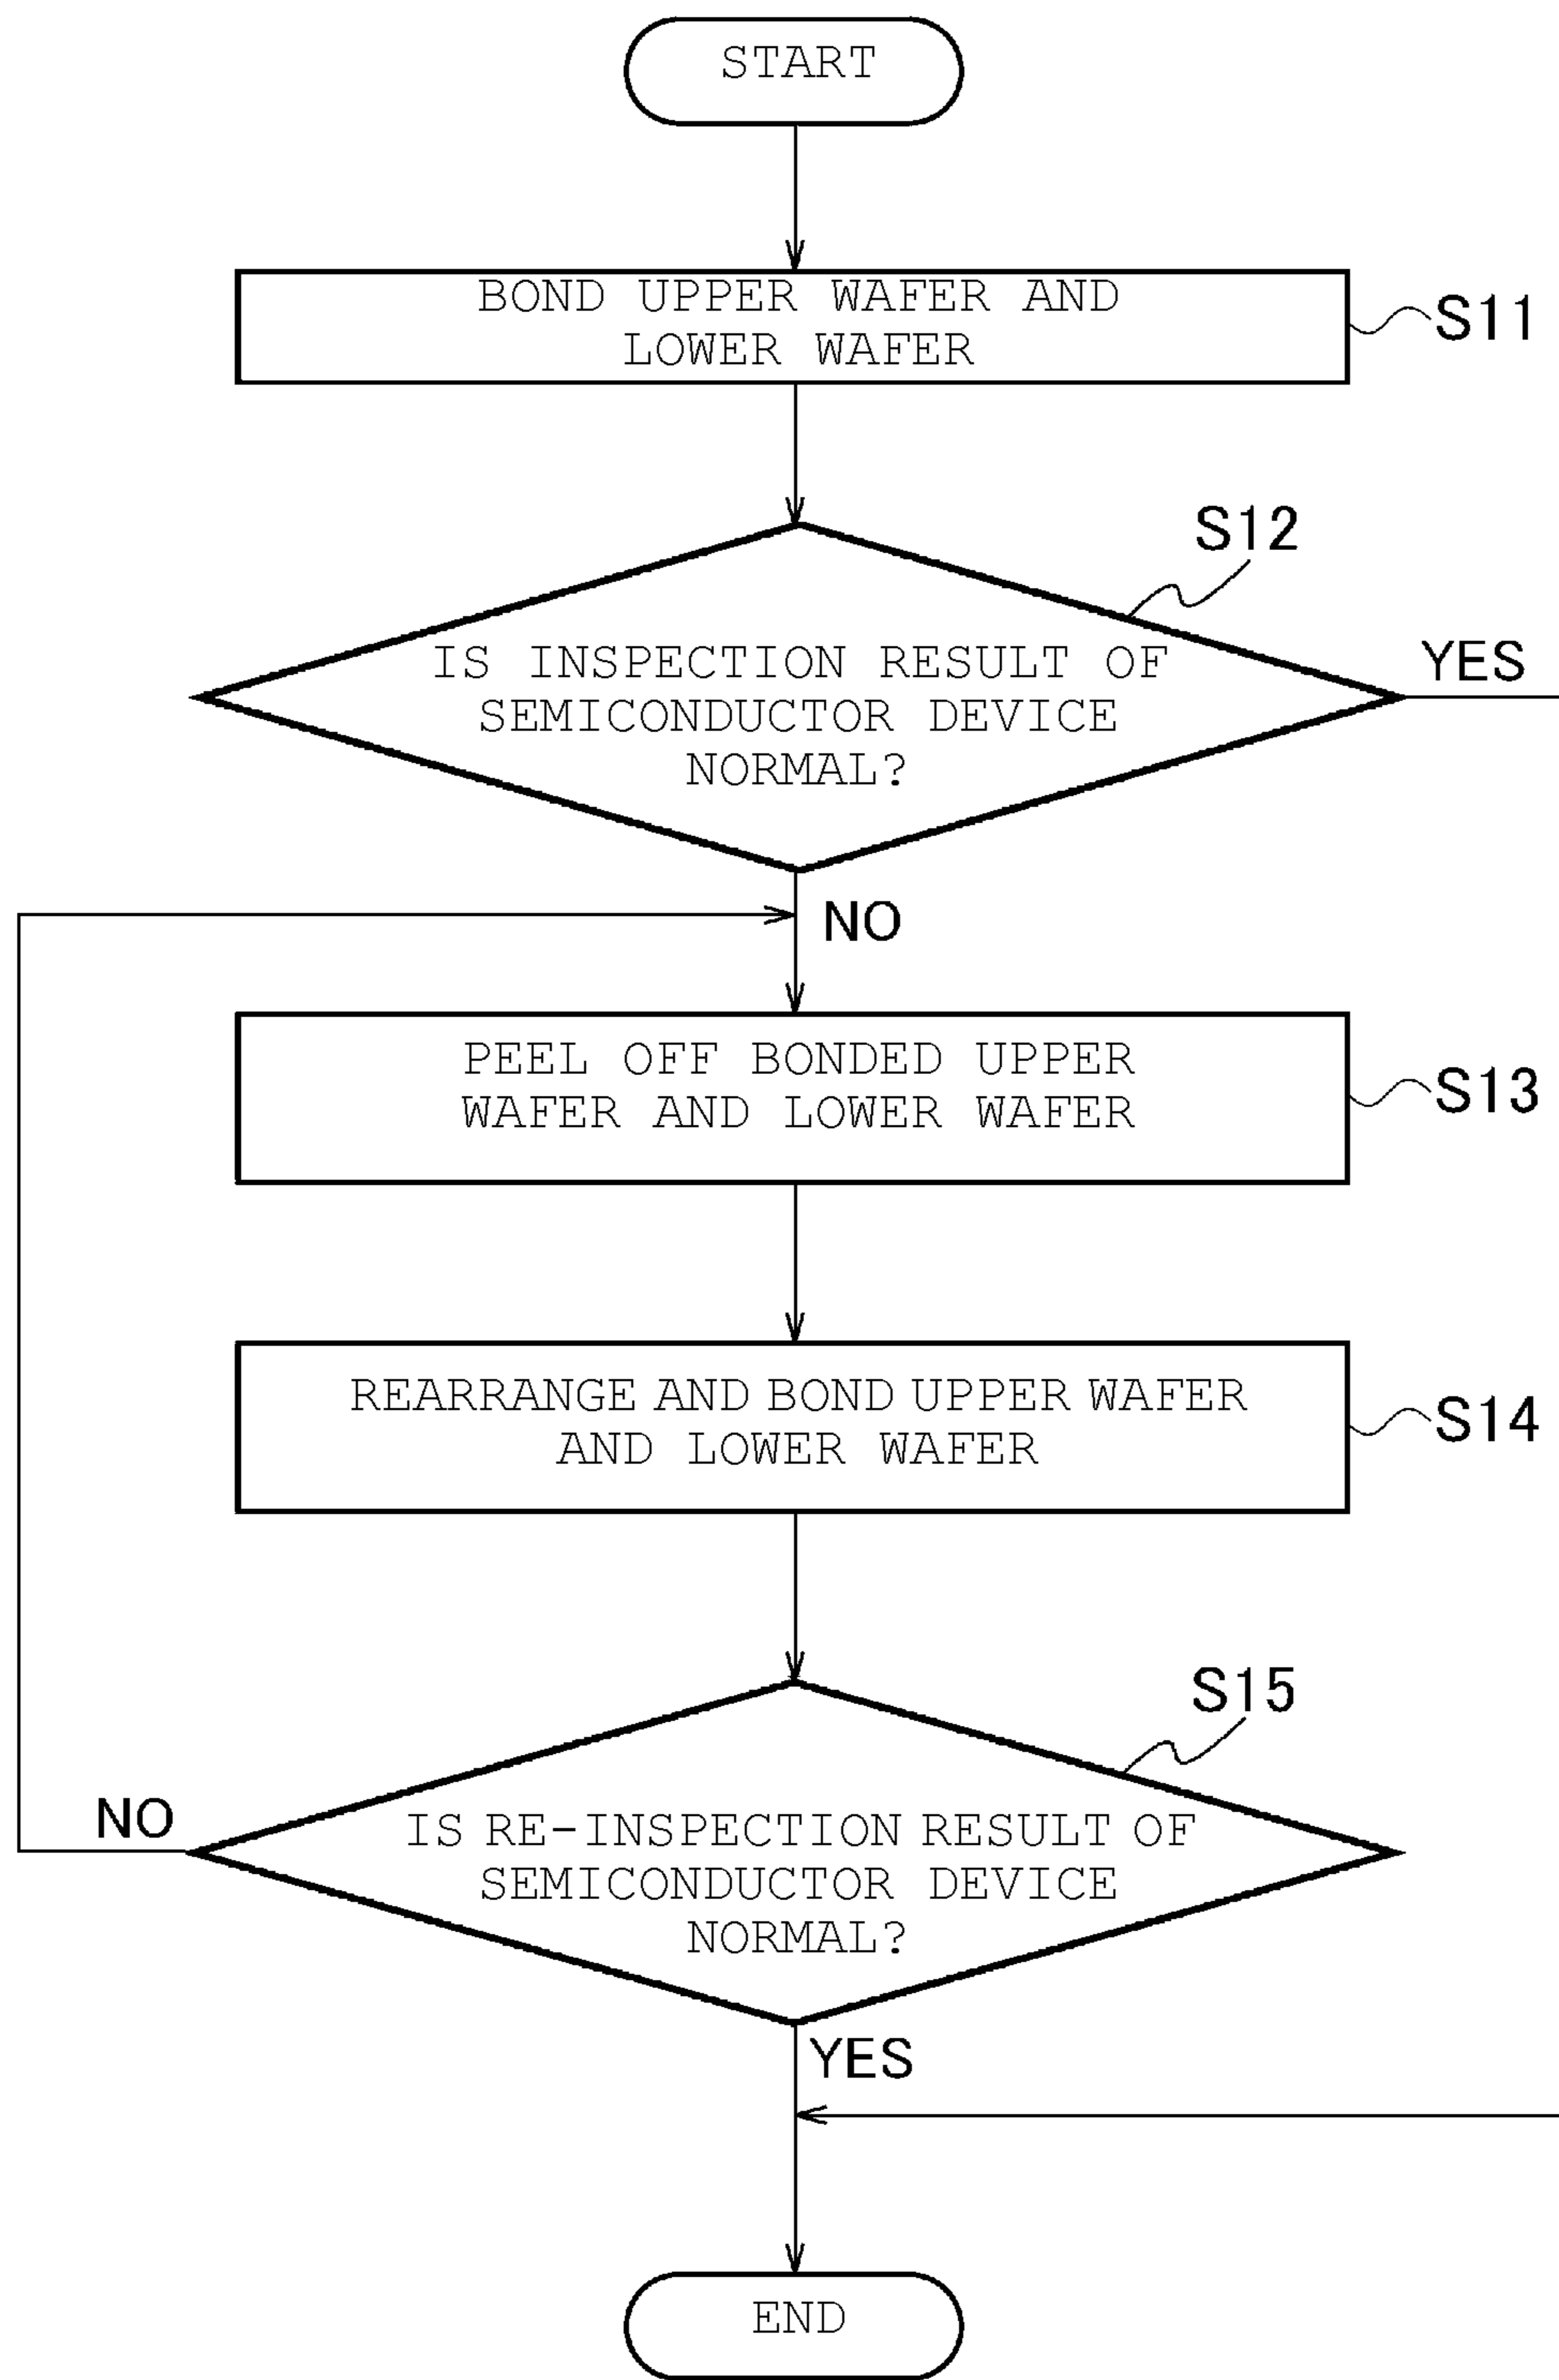 START
BOND UPPER WAFER AND
LOWER WAFER
S11
S12
IS INSPECTION RESULT OF
SEMICONDUCTOR DEVICE
NORMAL?
YES
NO
PEEL OFF BONDED UPPER
WAFER AND LOWER WAFER
S13
REARRANGE AND BOND UPPER WAFER
AND LOWER WAFER
S14
S15
IS RE-INSPECTION RESULT OF
SEMICONDUCTOR DEVICE
NORMAL?
NO
YES
END